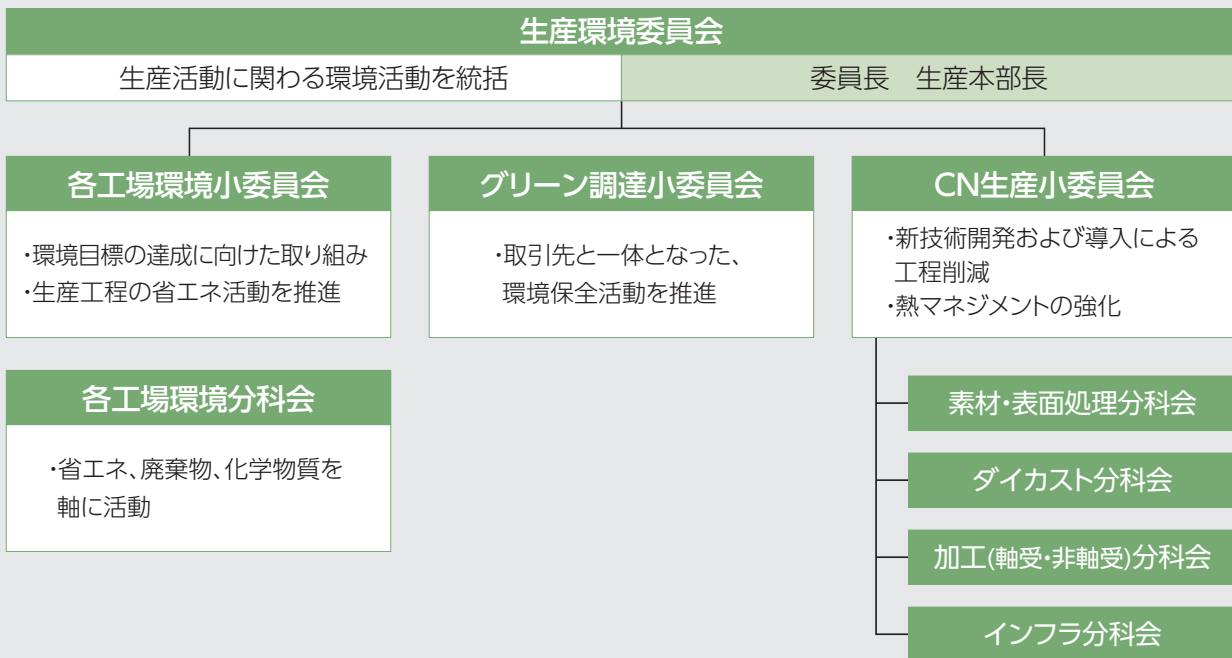 生産環境委員会
生産活動に関わる環境活動を統括
委員長　生産本部長
各工場環境小委員会
・環境目標の達成に向けた取り組み
・生産工程の省エネ活動を推進
グリーン調達小委員会
・取引先と一体となった、
環境保全活動を推進
CN生産小委員会
・新技術開発および導入による
工程削減
・熱マネジメントの強化
各工場環境分科会
・省エネ、廃棄物、化学物質を
軸に活動
素材・表面処理分科会
ダイカスト分科会
加工(軸受・非軸受)分科会
インフラ分科会